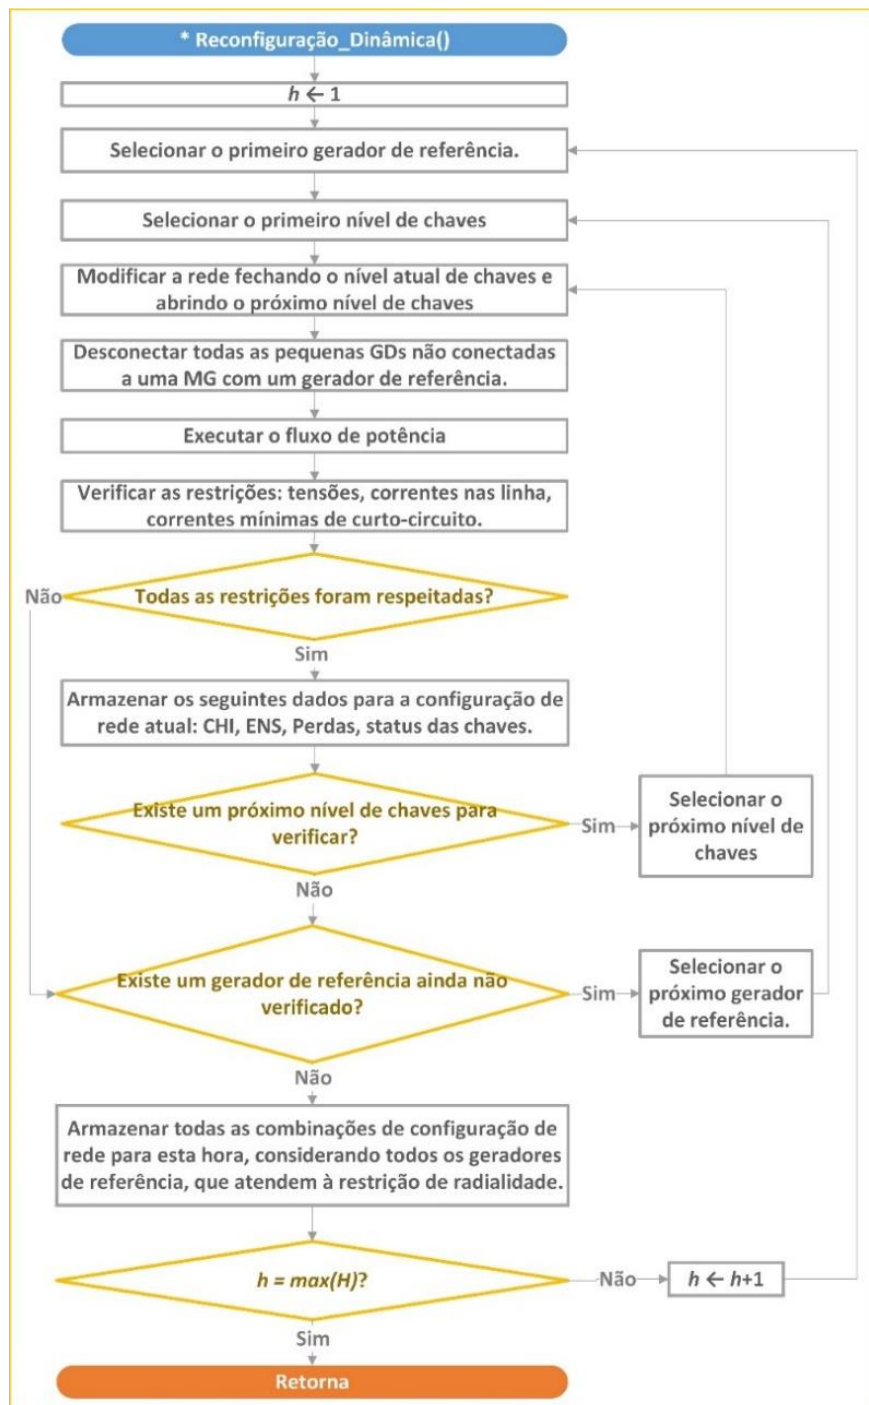 * Reconfiguração_Dinâmica()
h ← 1
Selecionar o primeiro gerador de referência.
Selecionar o primeiro nível de chaves
Modificar a rede fechando o nível atual de chaves e
abrindo o próximo nível de chaves
Desconectar todas as pequenas GDs não conectadas
a uma MG com um gerador de referência.
Executar o fluxo de potência
Verificar as restrições: tensões, correntes nas linha,
correntes mínimas de curto-circuito.
Não
Todas as restrições foram respeitadas?
Sim
Armazenar os seguintes dados para a configuração de
rede atual: CHI, ENS, Perdas, status das chaves.
Existe um próximo nível de chaves para
verificar?
Sim
Selecionar o
próximo nível de
chaves
Não
Existe um gerador de referência ainda não
verificado?
Sim
Selecionar o
próximo gerador
de referência.
Não
Armazenar todas as combinações de configuração de
rede para esta hora, considerando todos os geradores
de referência, que atendem à restrição de radialidade.
h = max(H)?
Não
h ← h+1
Sim
Retorna